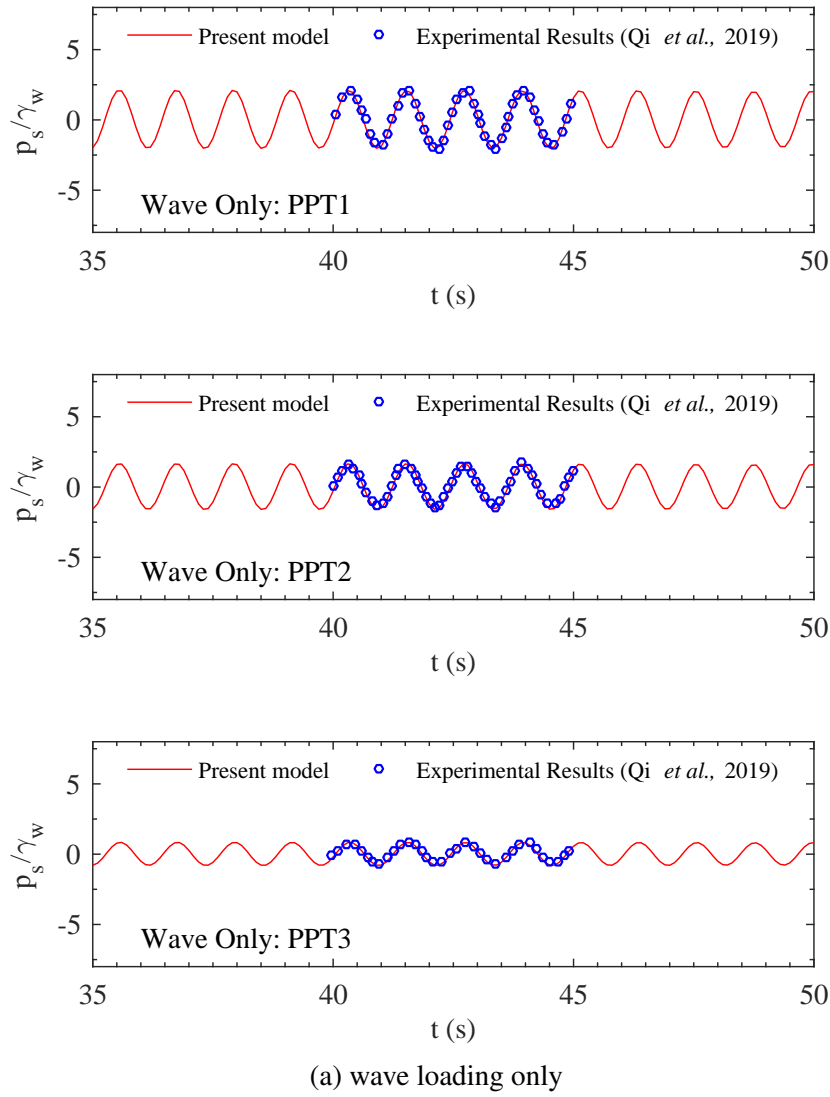 Present model Experimental Results (Qi et al., 2019)
5
0
-5
p_s/γ_w
Wave Only: PPT1
35 40 45 50
t (s)
Present model Experimental Results (Qi et al., 2019)
5
0
-5
p_s/γ_w
Wave Only: PPT2
35 40 45 50
t (s)
Present model Experimental Results (Qi et al., 2019)
5
0
-5
p_s/γ_w
Wave Only: PPT3
35 40 45 50
t (s)
(a) wave loading only